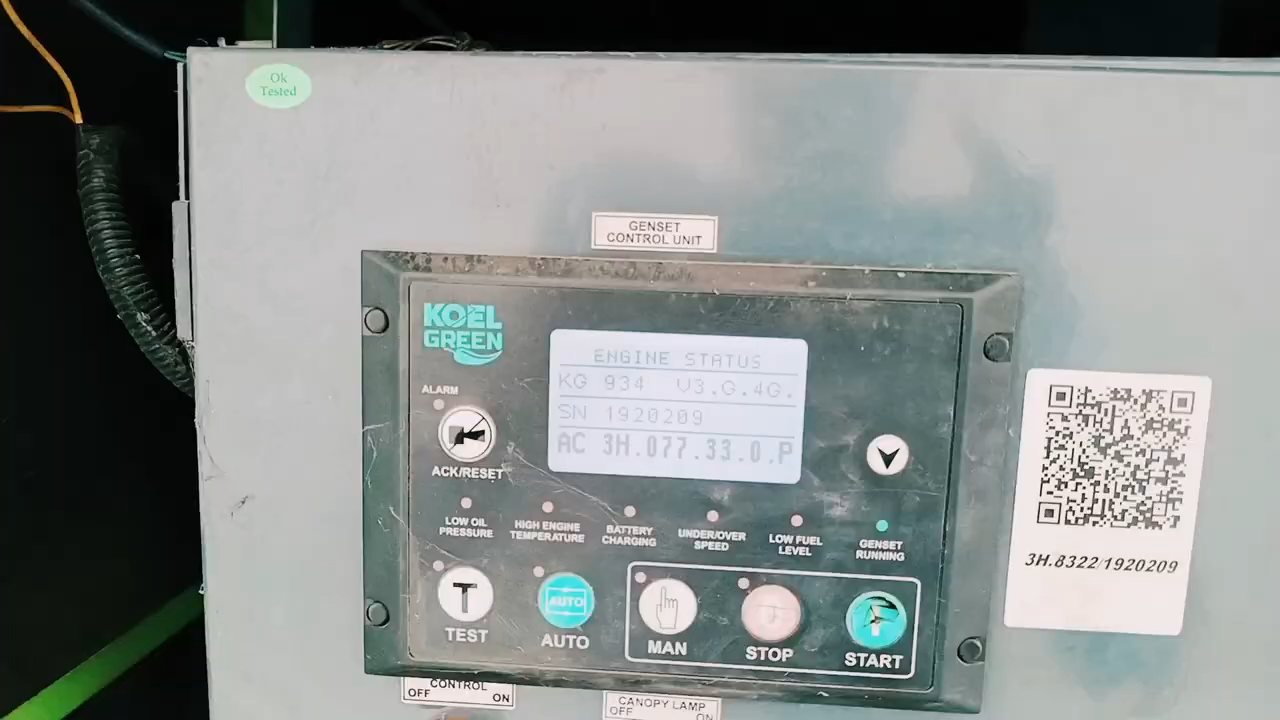 Ok
Tested
GENSET
CONTROL UNIT
KOEL
GREEN
ENGINE STATUS
KG 934 V3.G.4G.
SN 1920209
AC 3H.077.33.0.P
ALARM
ACK/RESET
LOW OIL
PRESSURE
HIGH ENGINE
TEMPERATURE
BATTERY
CHARGING
UNDER/OVER
SPEED
LOW FUEL
LEVEL
GENSET
RUNNING
3H.8322/1920209
AUTO
TEST
AUTO
MAN
STOP
START
CONTROL
OFF ON
CANOPY LAMP
OFF ON